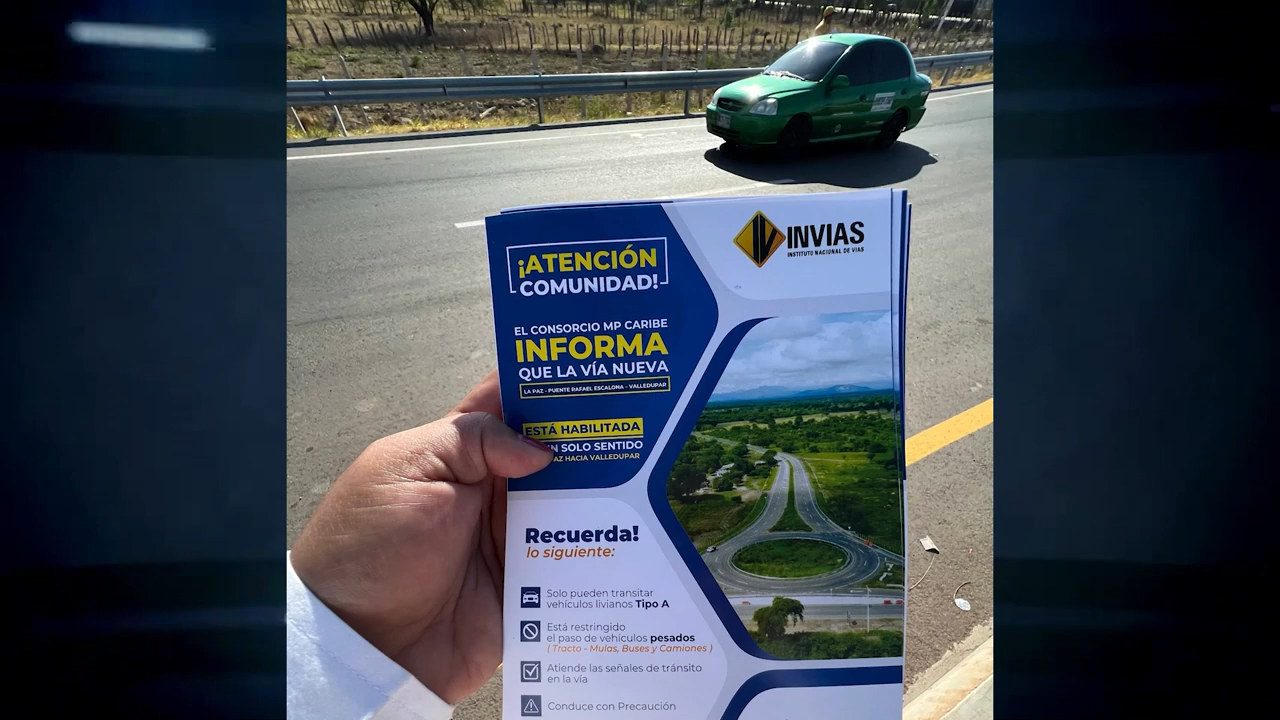 ¡ATENCIÓN
COMUNIDAD!
INVIAS
INSTITUTO NACIONAL DE VIAS
EL CONSORCIO MP CARIBE
INFORMA
QUE LA VÍA NUEVA
LA PAZ - PUENTE RAFAEL ESCALONA - VALLEDUPAR
ESTÁ HABILITADA
N SOLO SENTIDO
AZ HACIA VALLEDUPAR
Recuerda!
lo siguiente:
Solo pueden transitar
vehículos livianos Tipo A
Está restringido
el paso de vehículos pesados
( Tracto - Mulas, Buses y Camiones )
Atiende las señales de tránsito
en la vía
Conduce con Precaución